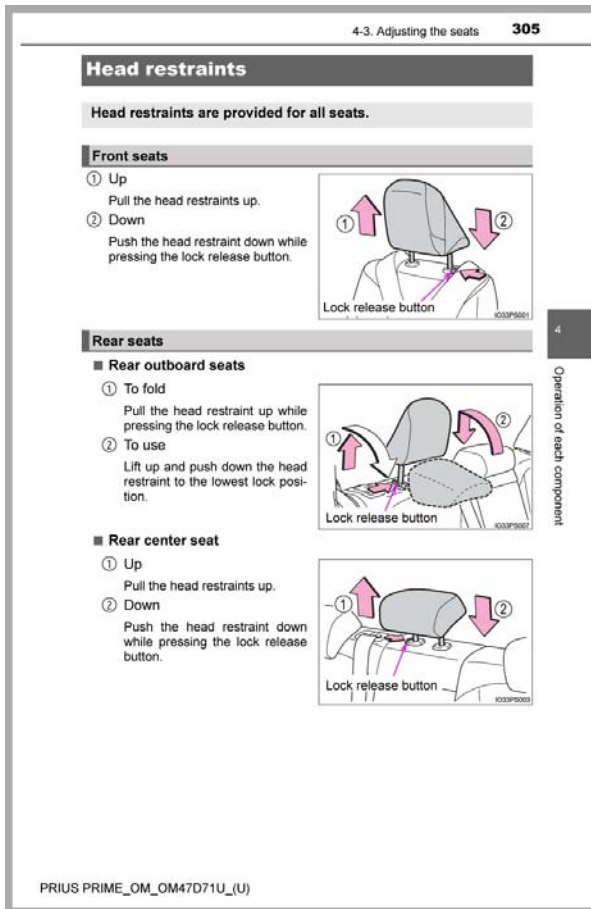 4-3. Adjusting the seats 305
Head restraints
Head restraints are provided for all seats.
Front seats
① Up
Pull the head restraints up.
② Down
Push the head restraint down while
pressing the lock release button.
① ②
Lock release button
IO33PS001
Rear seats
■ Rear outboard seats
① To fold
Pull the head restraint up while
pressing the lock release button.
② To use
Lift up and push down the head
restraint to the lowest lock posi-
tion.
① ②
Lock release button
IO33PS007
■ Rear center seat
① Up
Pull the head restraints up.
② Down
Push the head restraint down
while pressing the lock release
button.
① ②
Lock release button
IO33PS003
4
Operation of each component
PRIUS PRIME_OM_OM47D71U_(U)